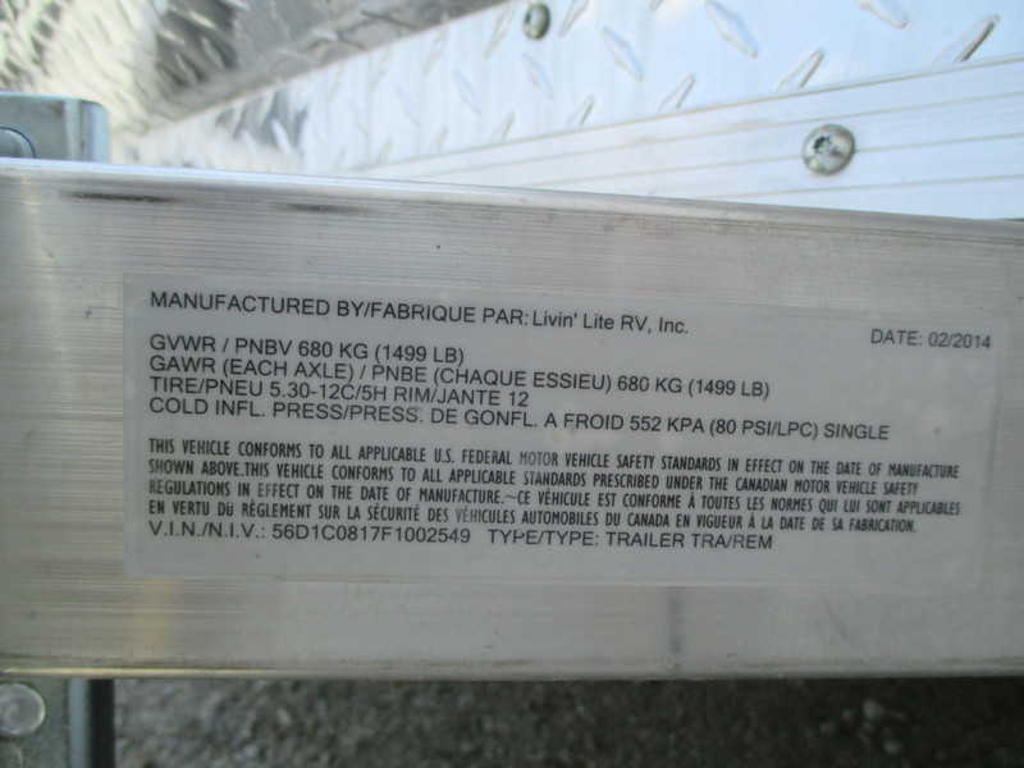 MANUFACTURED BY/FABRIQUE PAR: Livin' Lite RV, Inc.
DATE: 02/2014
GVWR / PNBV 680 KG (1499 LB)
GAWR (EACH AXLE) / PNBE (CHAQUE ESSIEU) 680 KG (1499 LB)
TIRE/PNEU 5.30-12C/5H RIM/JANTE 12
COLD INFL. PRESS/PRESS. DE GONFL. A FROID 552 KPA (80 PSI/LPC) SINGLE
THIS VEHICLE CONFORMS TO ALL APPLICABLE U.S. FEDERAL MOTOR VEHICLE SAFETY STANDARDS IN EFFECT ON THE DATE OF MANUFACTURE
SHOWN ABOVE.THIS VEHICLE CONFORMS TO ALL APPLICABLE STANDARDS PRESCRIBED UNDER THE CANADIAN MOTOR VEHICLE SAFETY
REGULATIONS IN EFFECT ON THE DATE OF MANUFACTURE.~CE VÉHICULE EST CONFORME À TOUTES LES NORMES QUI LUI SONT APPLICABLES
EN VERTU DU RÈGLEMENT SUR LA SÉCURITÉ DES VÉHICULES AUTOMOBILES DU CANADA EN VIGUEUR À LA DATE DE SA FABRICATION.
V.I.N./N.I.V.: 56D1C0817F1002549 TYPE/TYPE: TRAILER TRA/REM